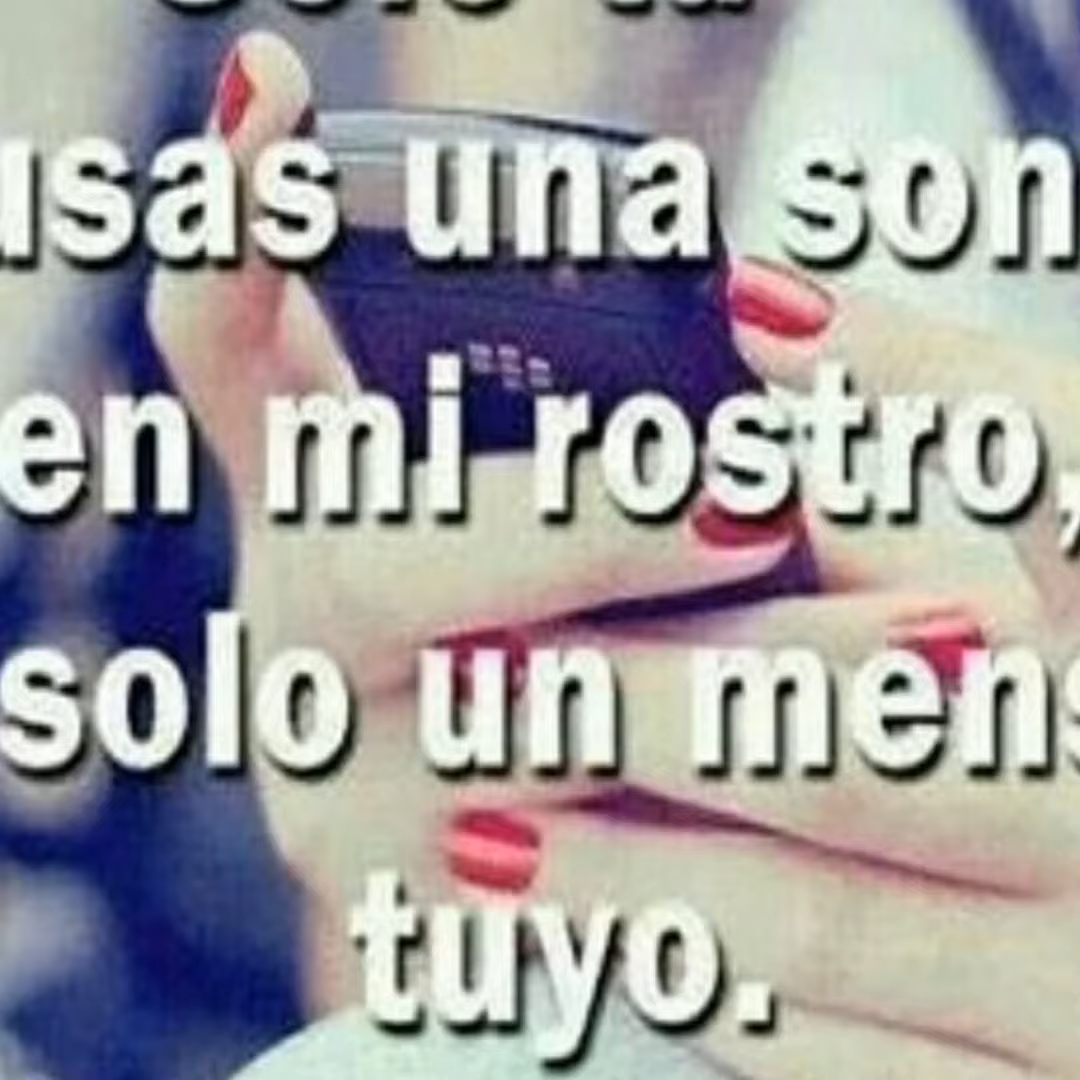 usas una son
en mi rostro,
solo un mens
tuyo.